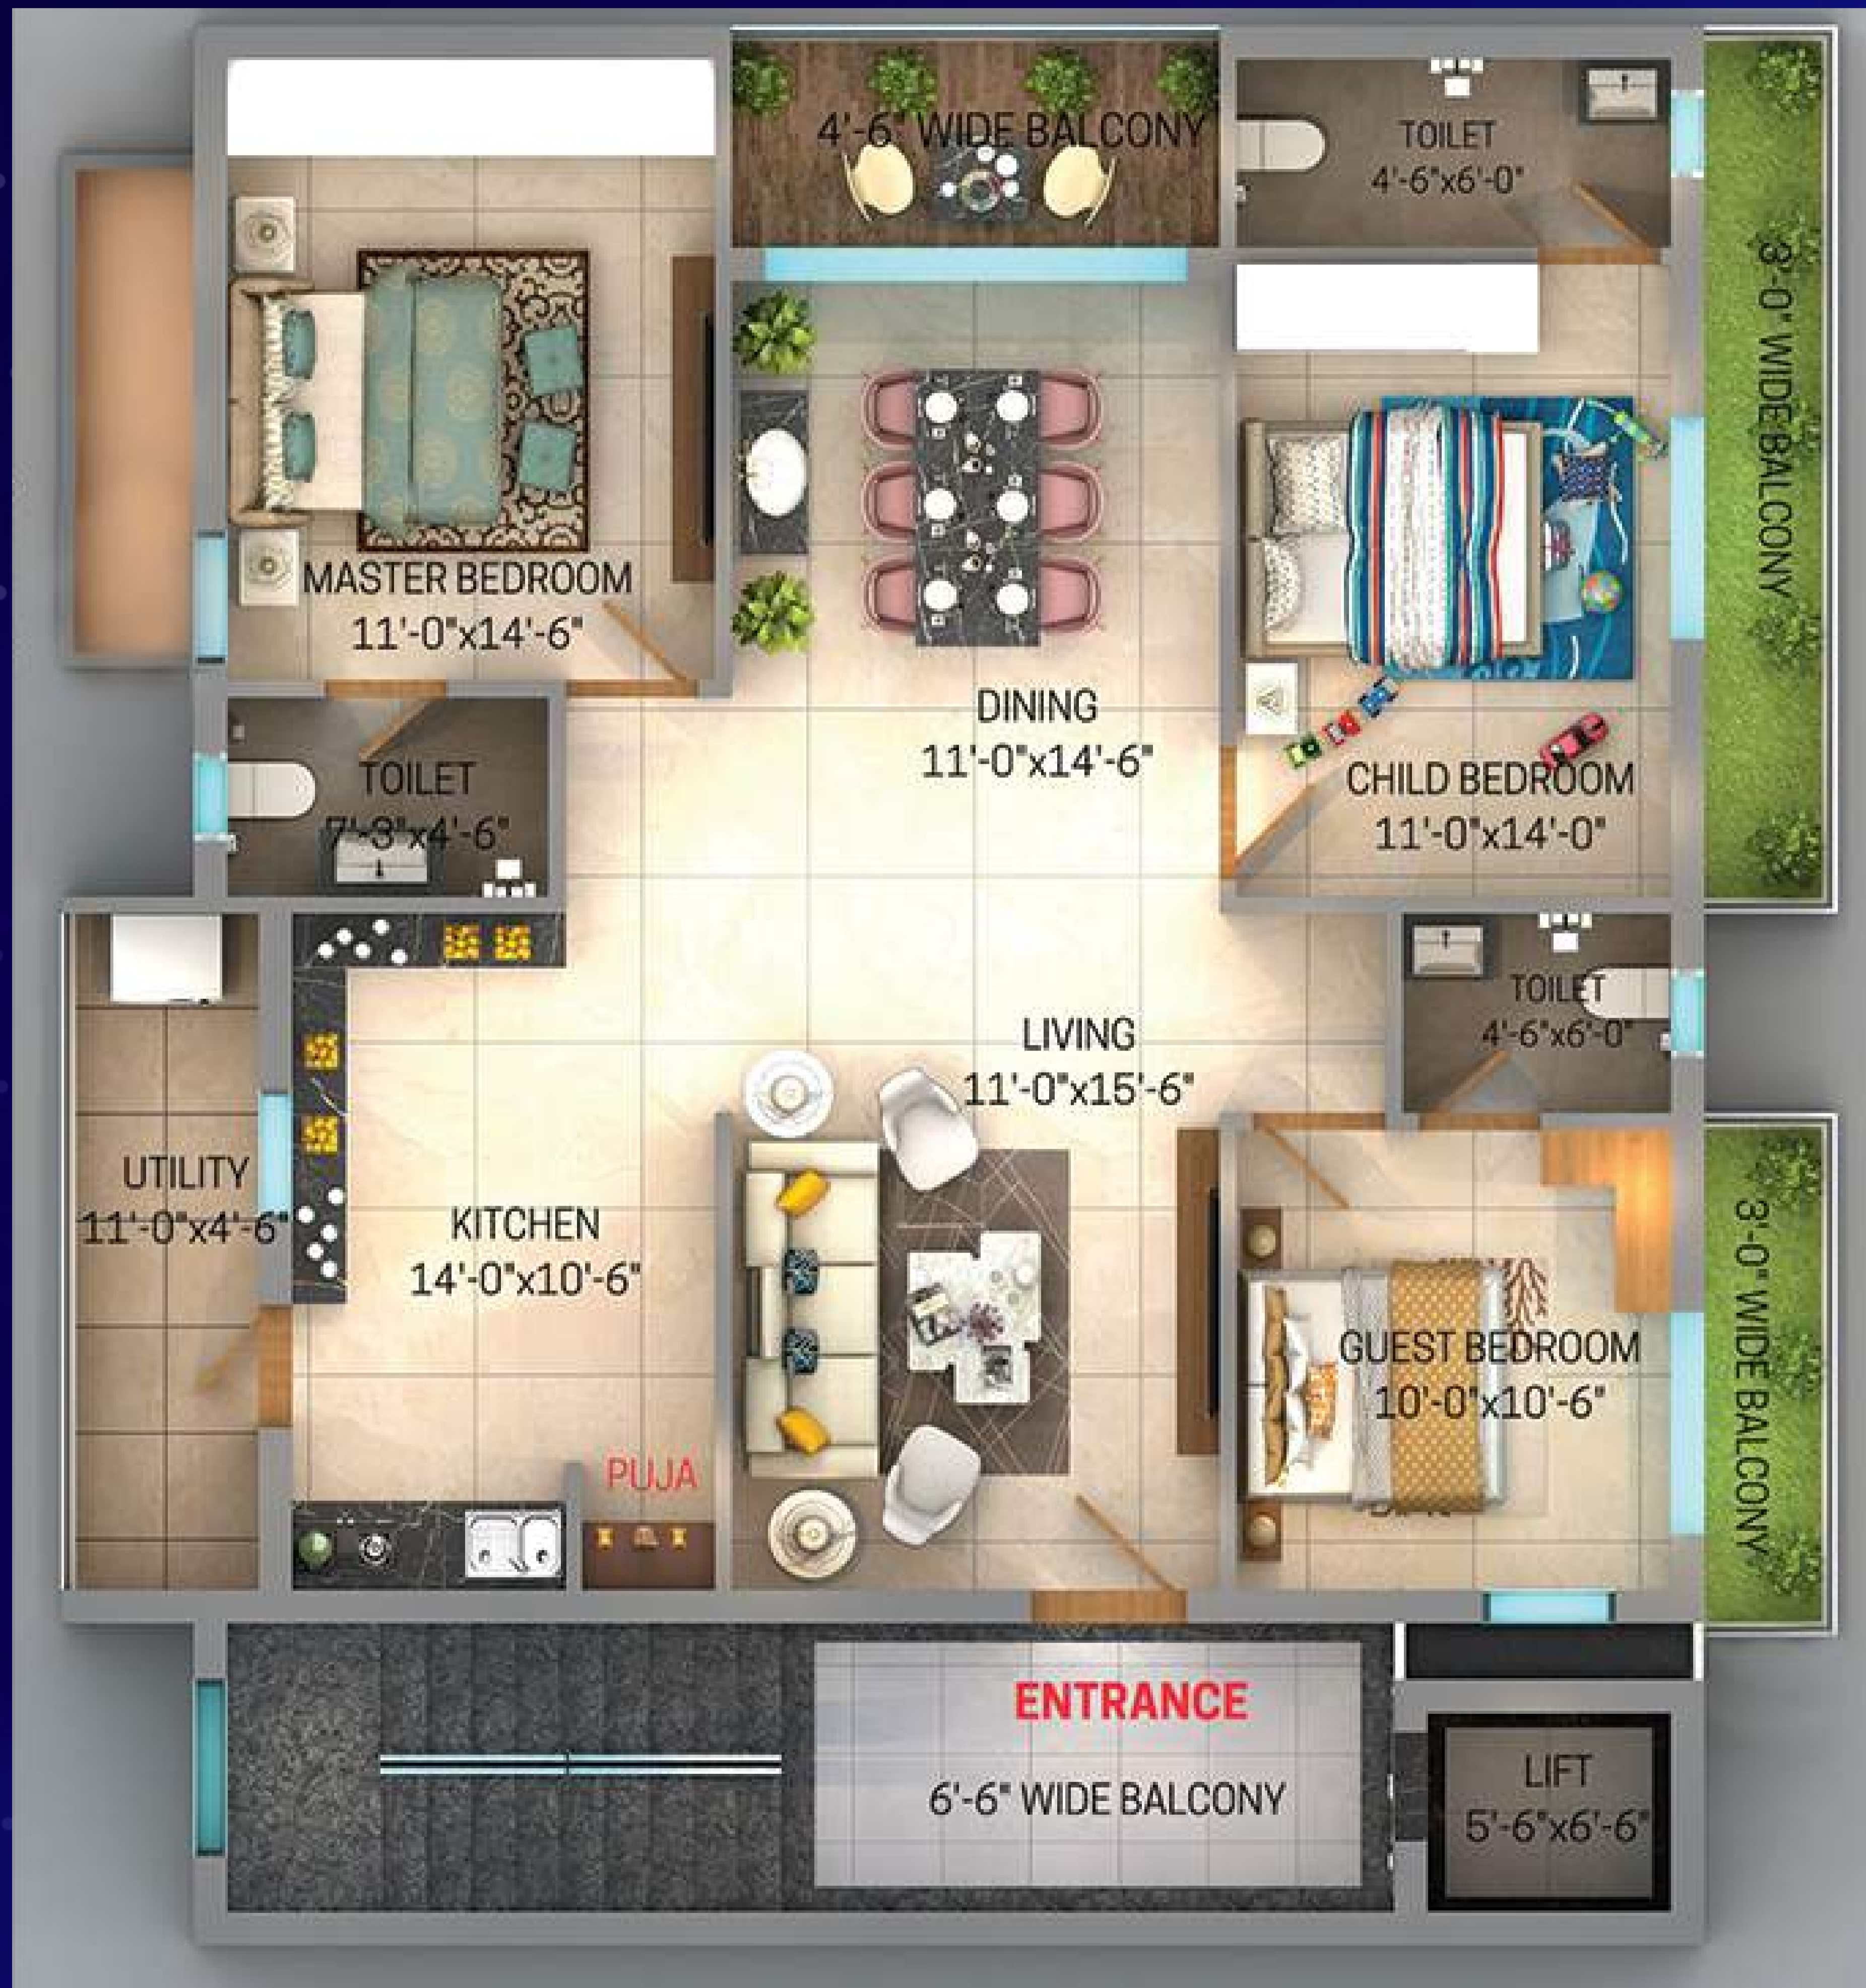 4'-6" WIDE BALCONY
TOILET
4'-6"x6'-0"
3'-0" WIDE BALCONY
MASTER BEDROOM
11'-0"x14'-6"
DINING
11'-0"x14'-6"
TOILET
7'-3"x4'-6"
CHILD BEDROOM
11'-0"x14'-0"
TOILET
4'-6"x6'-0"
LIVING
11'-0"x15'-6"
UTILITY
11'-0"x4'-6"
KITCHEN
14'-0"x10'-6"
GUEST BEDROOM
10'-0"x10'-6"
3'-0" WIDE BALCONY
PUJA
ENTRANCE
6'-6" WIDE BALCONY
LIFT
5'-6"x6'-6"